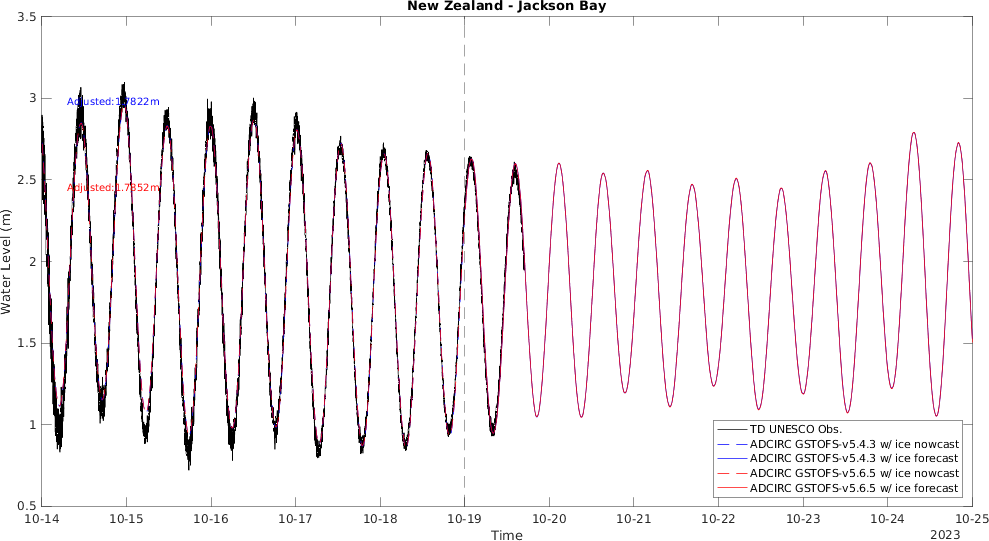 New Zealand - Jackson Bay
3.5
3
2.5
2
1.5
1
0.5
Water Level (m)
Adjusted:1.7822m
Adjusted:1.7352m
TD UNESCO Obs.
ADCIRC GSTOFS-v5.4.3 w/ ice nowcast
ADCIRC GSTOFS-v5.4.3 w/ ice forecast
ADCIRC GSTOFS-v5.6.5 w/ ice nowcast
ADCIRC GSTOFS-v5.6.5 w/ ice forecast
10-14 10-15 10-16 10-17 10-18 10-19 10-20 10-21 10-22 10-23 10-24 10-25
Time
2023